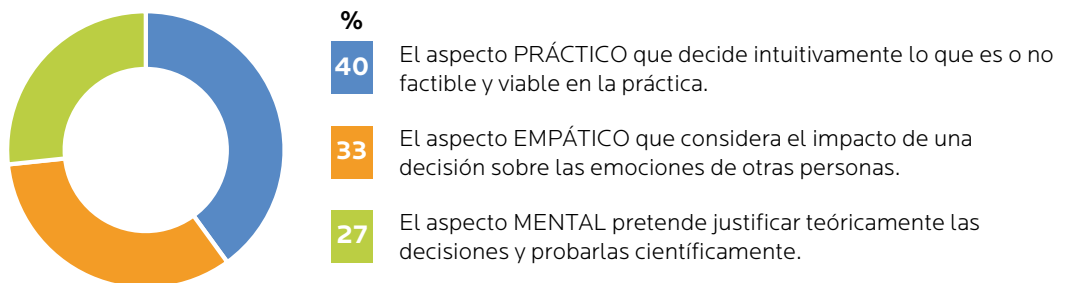 %
40
El aspecto PRÁCTICO que decide intuitivamente lo que es o no
factible y viable en la práctica.
33
El aspecto EMPÁTICO que considera el impacto de una
decisión sobre las emociones de otras personas.
27
El aspecto MENTAL pretende justificar teóricamente las
decisiones y probarlas científicamente.